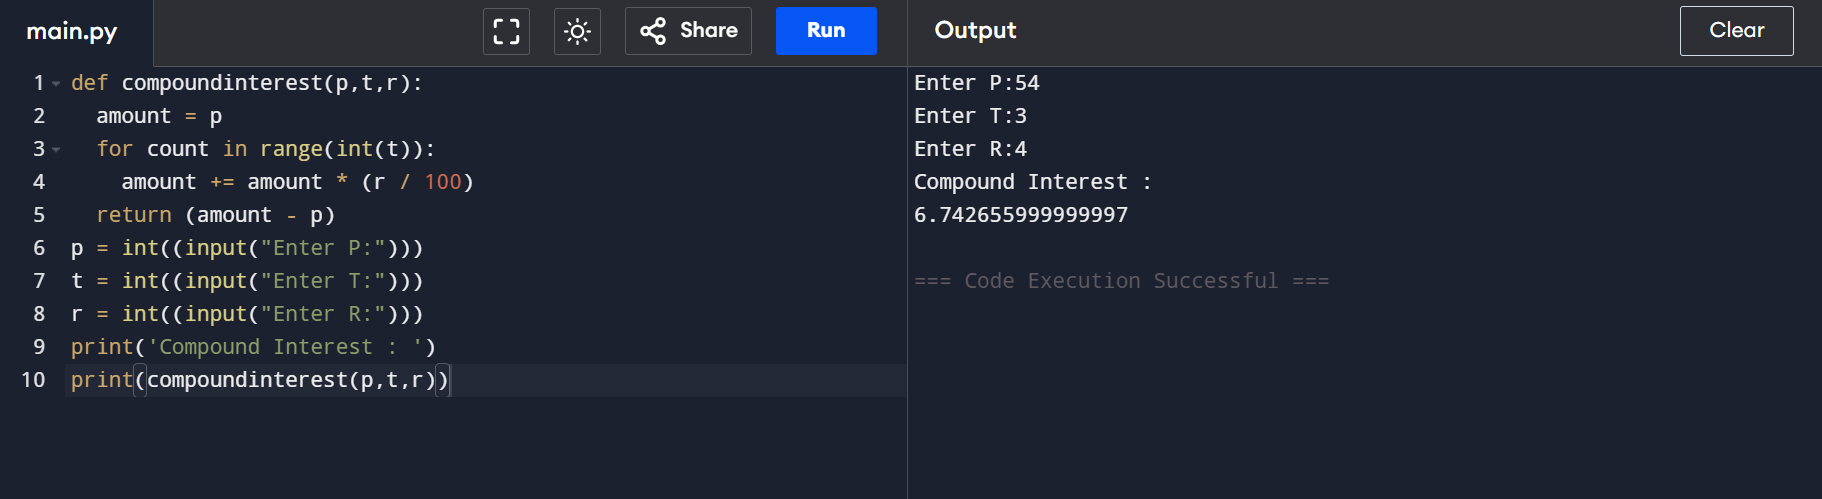 main.py
Share
Run
Output
Clear
1 def compoundinterest(p,t,r):
2   amount = p
3   for count in range(int(t)):
4     amount += amount * (r / 100)
5   return (amount - p)
6 p = int((input("Enter P:")))
7 t = int((input("Enter T:")))
8 r = int((input("Enter R:")))
9 print('Compound Interest : ')
10 print(compoundinterest(p,t,r))
Enter P:54
Enter T:3
Enter R:4
Compound Interest :
6.742655999999997
=== Code Execution Successful ===